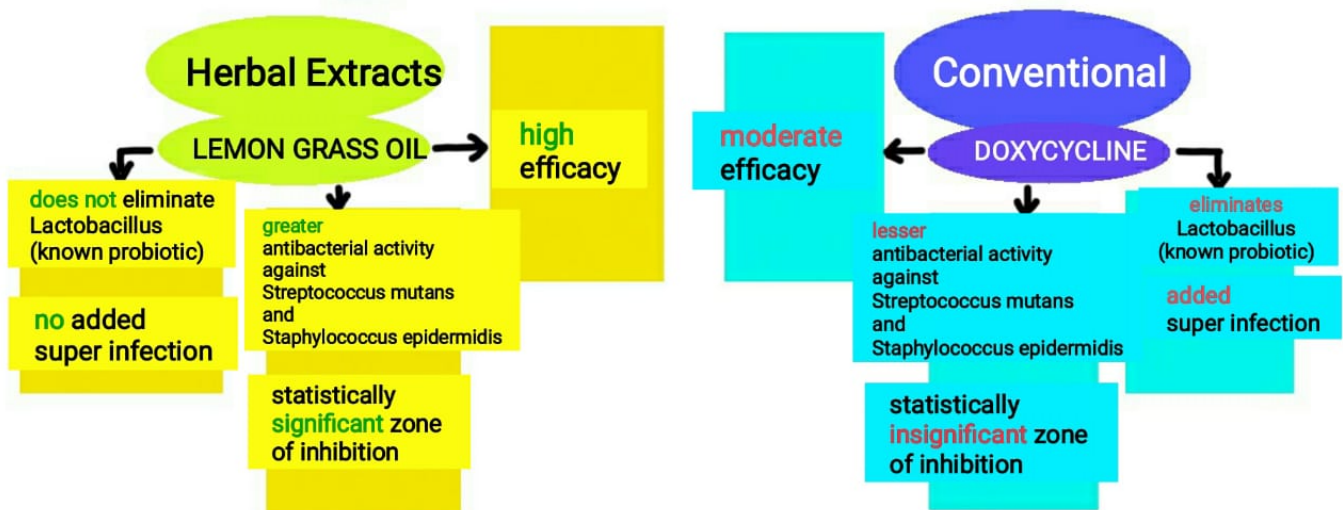 Herbal Extracts
LEMON GRASS OIL
does not eliminate
Lactobacillus
(known probiotic)
no added
super infection
greater
antibacterial activity
against
Streptococcus mutans
and
Staphylococcus epidermidis
statistically
significant zone
of inhibition
high
efficacy
Conventional
DOXYCYCLINE
moderate
efficacy
lesser
antibacterial activity
against
Streptococcus mutans
and
Staphylococcus epidermidis
statistically
insignificant zone
of inhibition
eliminates
Lactobacillus
(known probiotic)
added
super infection